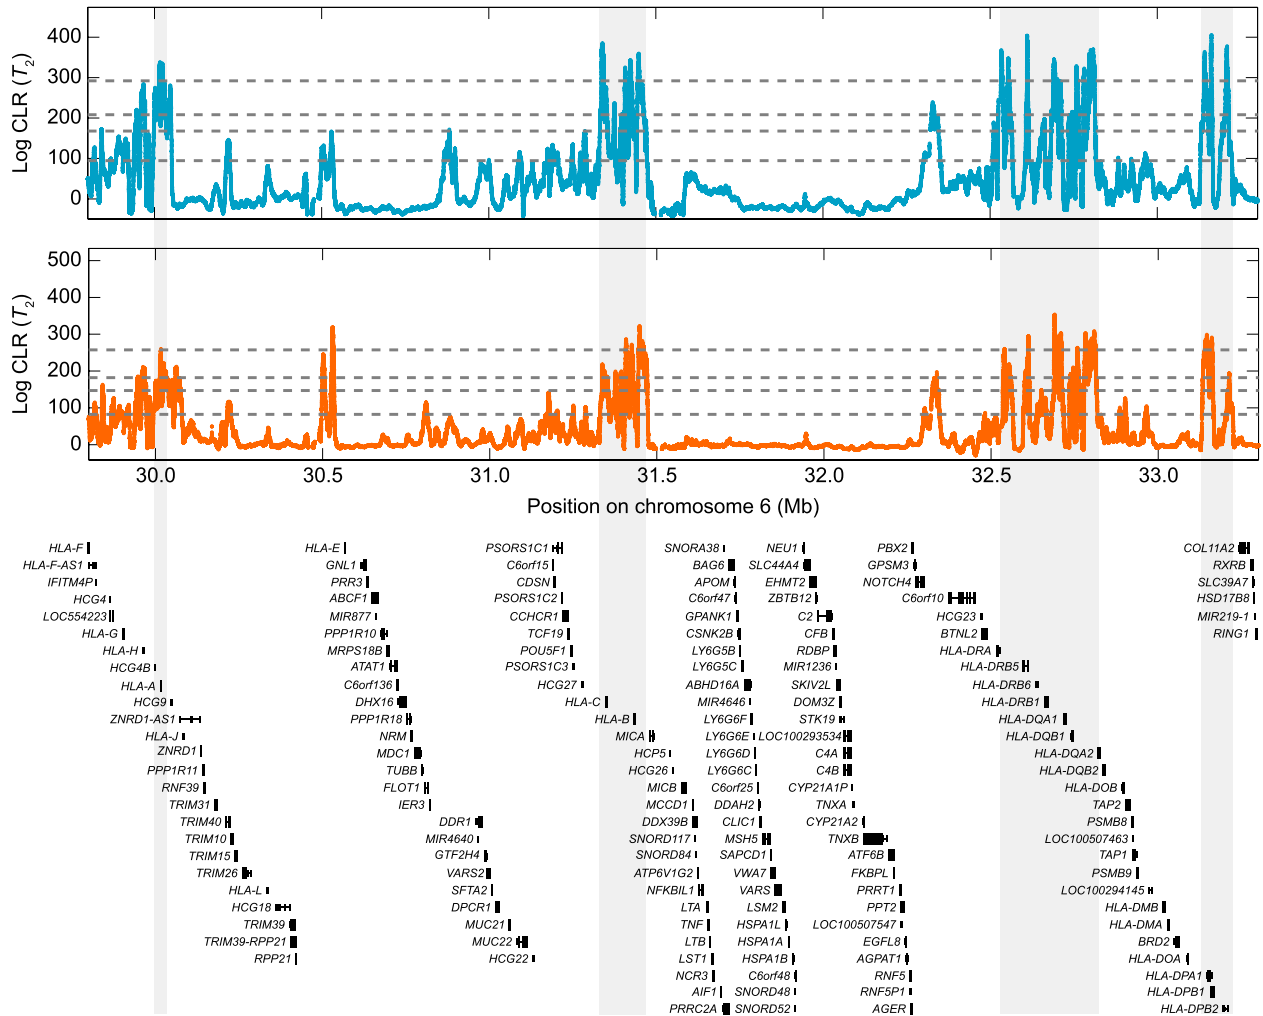 400
300
200
100
0
Log CLR (T2)
500
400
300
200
100
0
Log CLR (T2)
30.0 30.5 31.0 31.5 32.0 32.5 33.0
Position on chromosome 6 (Mb)
HLA-F HLA-E PSORS1C1 SNORA38 NEU1 PBX2 COL11A2
HLA-F-AS1 GNL1 C6orf15 BAG6 SLC44A4 GPSM3 RXRB
IFITM4P PRR3 CDSN APOM EHMT2 NOTCH4 SLC39A7
HCG4 ABCF1 PSORS1C2 C6orf47 ZBTB12 C6orf10 HSD17B8
LOC554223 MIR877 CCHCR1 GPANK1 C2 HCG23 MIR219-1
HLA-G PPP1R10 TCF19 CSNK2B CFB BTNL2 RING1
HLA-H MRPS18B POU5F1 LY6G5B RDBP HLA-DRA
HCG4B ATAT1 PSORS1C3 LY6G5C MIR1236 HLA-DRB5
HLA-A C6orf136 HCG27 ABHD16A SKIV2L HLA-DRB6
HCG9 DHX16 HLA-C MIR4646 DOM3Z HLA-DRB1
ZNRD1-AS1 PPP1R18 HLA-B LY6G6F STK19 HLA-DQA1
HLA-J NRM MICA LY6G6E LOC100293534 HLA-DQB1
ZNRD1 MDC1 HCP5 LY6G6D C4A HLA-DQA2
PPP1R11 TUBB HCG26 LY6G6C C4B HLA-DQB2
RNF39 FLOT1 MICB C6orf25 CYP21A1P HLA-DOB
TRIM31 IER3 MCCD1 DDAH2 TNXA TAP2
TRIM40 DDR1 DDX39B CLIC1 CYP21A2 PSMB8
TRIM10 MIR4640 SNORD117 MSH5 TNXB LOC100507463
TRIM15 GTF2H4 SNORD84 SAPCD1 ATF6B TAP1
TRIM26 VARS2 ATP6V1G2 VWA7 FKBPL PSMB9
HLA-L SFTA2 NFKBIL1 VARS PRRT1 LOC100294145
HCG18 DPCR1 LTA LSM2 PPT2 HLA-DMB
TRIM39 MUC21 TNF HSPA1L LOC100507547 HLA-DMA
TRIM39-RPP21 MUC22 LTB HSPA1A EGFL8 BRD2
RPP21 HCG22 LST1 HSPA1B AGPAT1 HLA-DOA
NCR3 C6orf48 RNF5 HLA-DPA1
AIF1 SNORD48 RNF5P1 HLA-DPB1
PRRC2A SNORD52 AGER HLA-DPB2